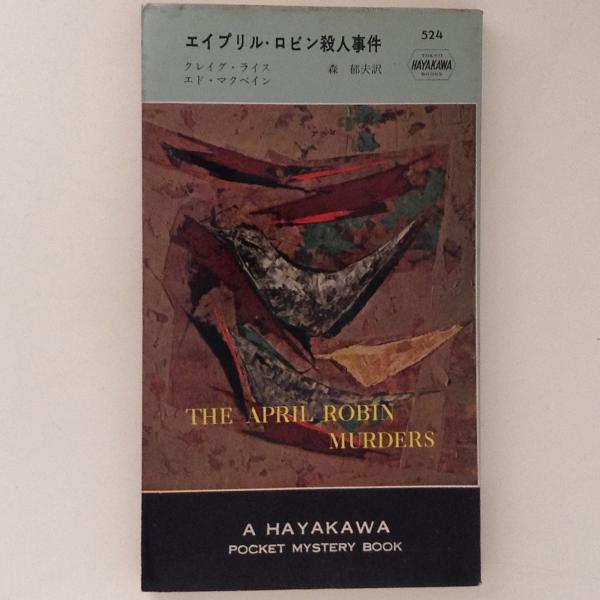 エイプリル・ロビン殺人事件
524
クレイグ・ライス
エド・マクベイン
森 郁夫訳
TOKYO
HAYAKAWA
BOOKS
THE APRIL ROBIN
MURDERS
A HAYAKAWA
POCKET MYSTERY BOOK